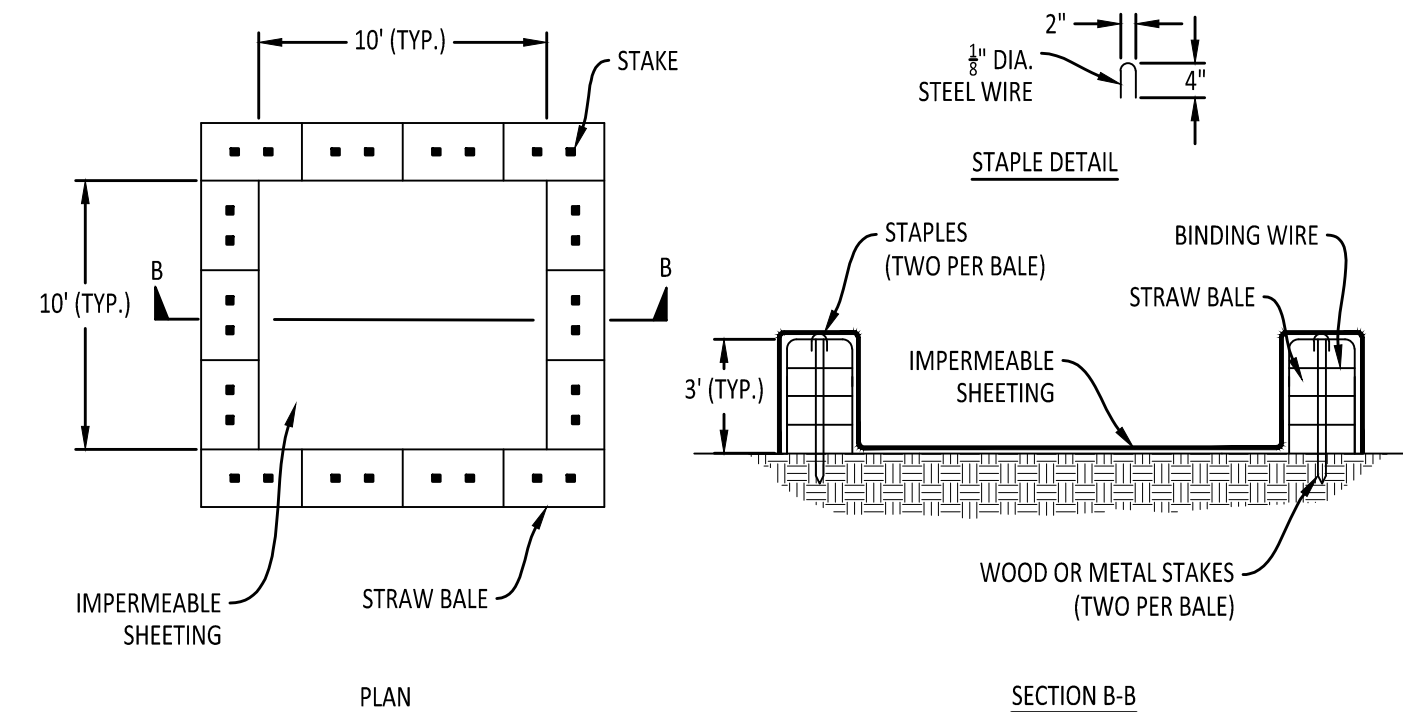 10' (TYP.)
STAKE
10' (TYP.)
B
B
IMPERMEABLE
SHEETING
STRAW BALE
PLAN
2"
1/8" DIA.
STEEL WIRE
4"
STAPLE DETAIL
STAPLES
(TWO PER BALE)
BINDING WIRE
STRAW BALE
IMPERMEABLE
SHEETING
3' (TYP.)
WOOD OR METAL STAKES
(TWO PER BALE)
SECTION B-B